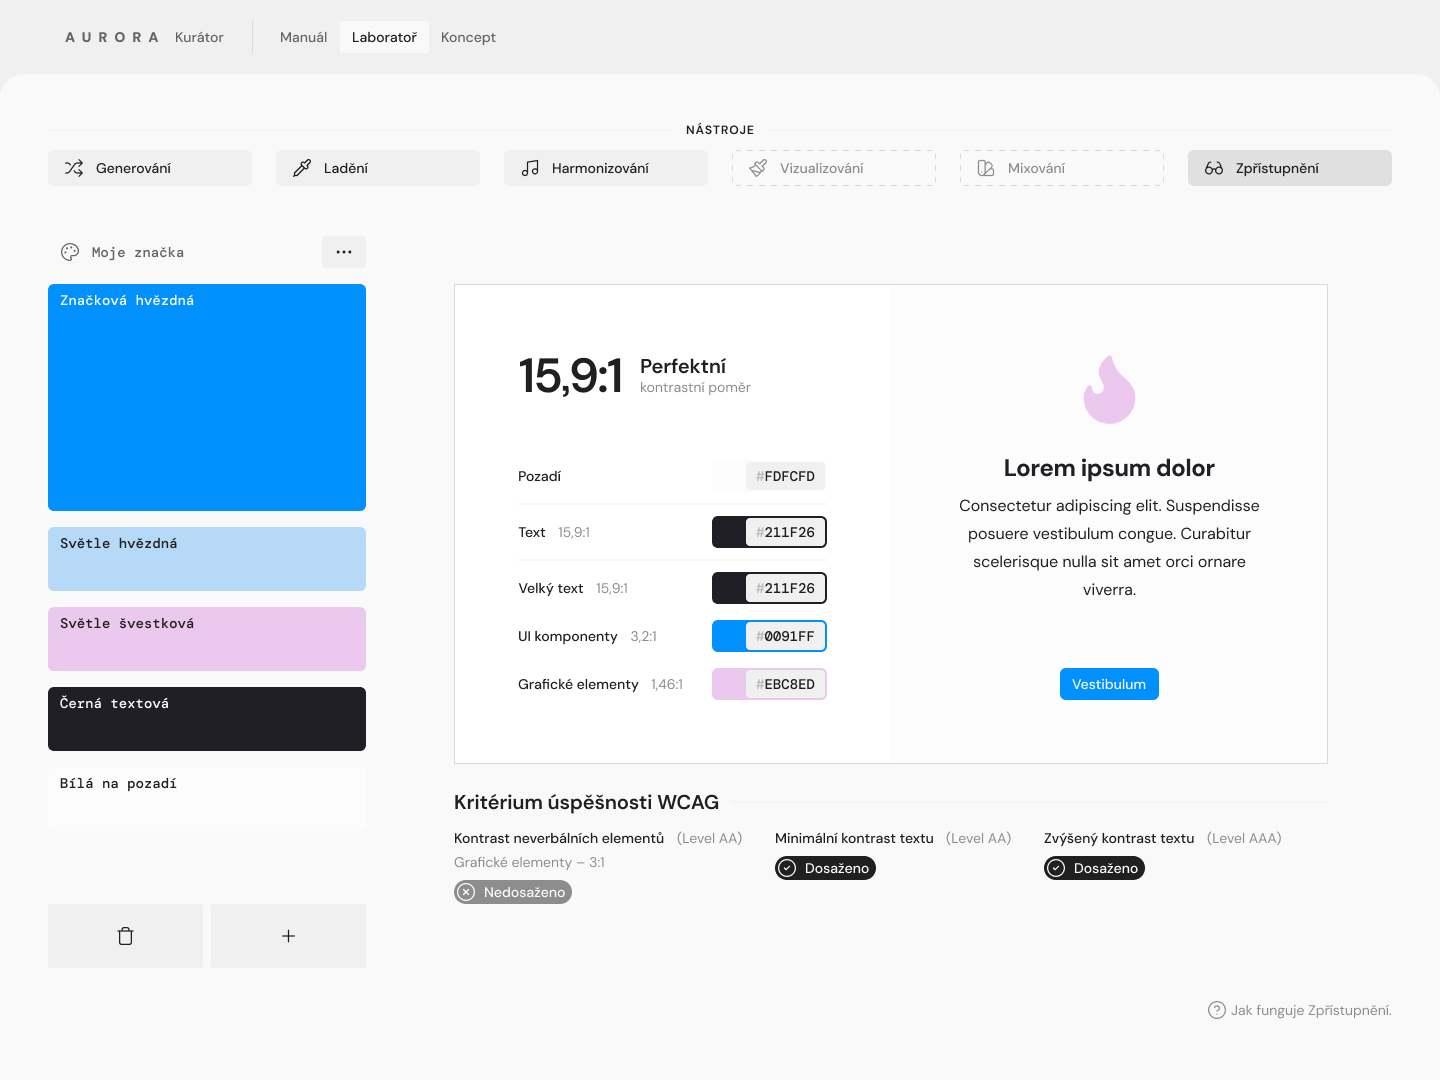 AURORA Kurátor
Manuál
Laboratoř
Koncept
NÁSTROJE
Generování
Ladění
Harmonizování
Vizualizování
Mixování
Zpřístupnění
Moje značka
Značková hvězdná
Světle hvězdná
Světle švestková
Černá textová
Bílá na pozadí
15,9:1
Perfektní
kontrastní poměr
Pozadí #FDFCFD
Text 15,9:1 #211F26
Velký text 15,9:1 #211F26
UI komponenty 3,2:1 #0091FF
Grafické elementy 1,46:1 #EBC8ED
Lorem ipsum dolor
Consectetur adipiscing elit. Suspendisse
posuere vestibulum congue. Curabitur
scelerisque nulla sit amet orci ornare
viverra.
Vestibulum
Kritérium úspěšnosti WCAG
Kontrast neverbálních elementů (Level AA)
Grafické elementy – 3:1
Nedosaženo
Minimální kontrast textu (Level AA)
Dosaženo
Zvýšený kontrast textu (Level AAA)
Dosaženo
Jak funguje Zpřístupnění.